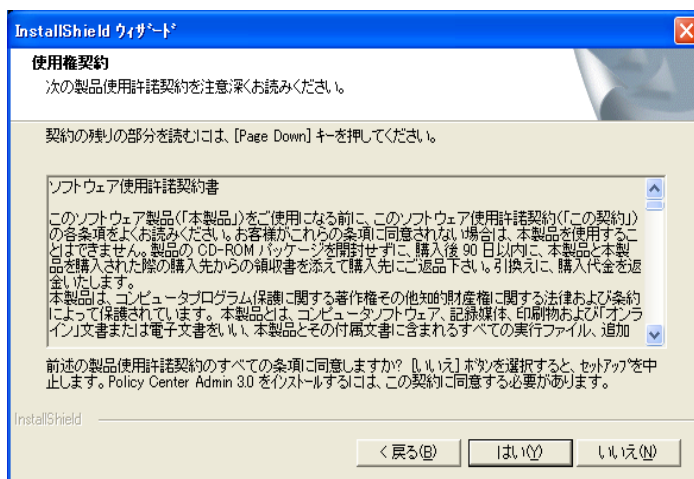 InstallShield ウィザード
使用権契約
次の製品使用許諾契約を注意深くお読みください。
契約の残りの部分を読むには、[Page Down] キーを押してください。
ソフトウェア使用許諾契約書
このソフトウェア製品(「本製品」)をご使用になる前に、このソフトウェア使用許諾契約(「この契約」)
の各条項をよくお読みください。お客様がこれらの条項に同意されない場合は、本製品を使用するこ
とはできません。製品の CD-ROM パッケージを開封せずに、購入後 90 日以内に、本製品と本製
品を購入された際の購入先からの領収書を添えて購入先にご返品下さい。引換えに、購入代金を返
金いたします。
本製品は、コンピュータプログラム保護に関する著作権その他知的財産権に関する法律および条約
によって保護されています。本製品とは、コンピュータソフトウェア、記録媒体、印刷物および「オンラ
イン」文書または電子文書をいい、本製品とその付属文書に含まれるすべての実行ファイル、追加
前述の製品使用許諾契約のすべての条項に同意しますか? [いいえ] ボタンを選択すると、セットアップを中
止します。Policy Center Admin 3.0 をインストールするには、この契約に同意する必要があります。
InstallShield
< 戻る(B)
はい(Y)
いいえ(N)